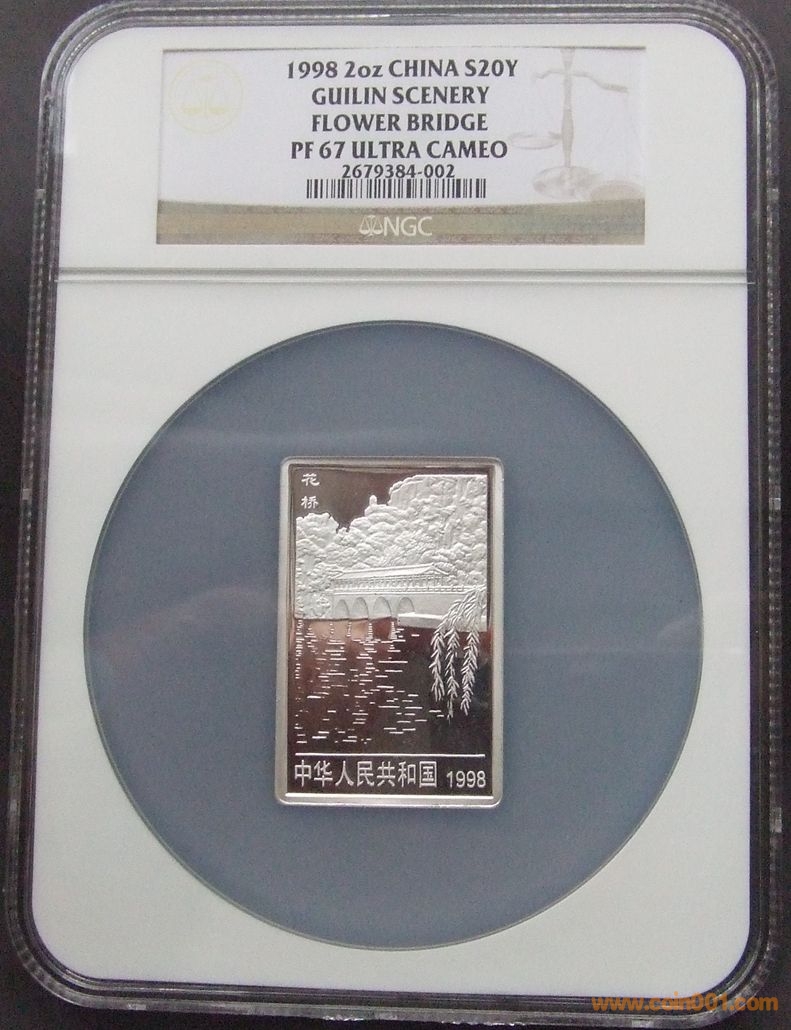 1998 2oz CHINA S20Y
GUILIN SCENERY
FLOWER BRIDGE
PF 67 ULTRA CAMEO
2679384-002
NGC
花桥
中华人民共和国 1998
www.coin001.com